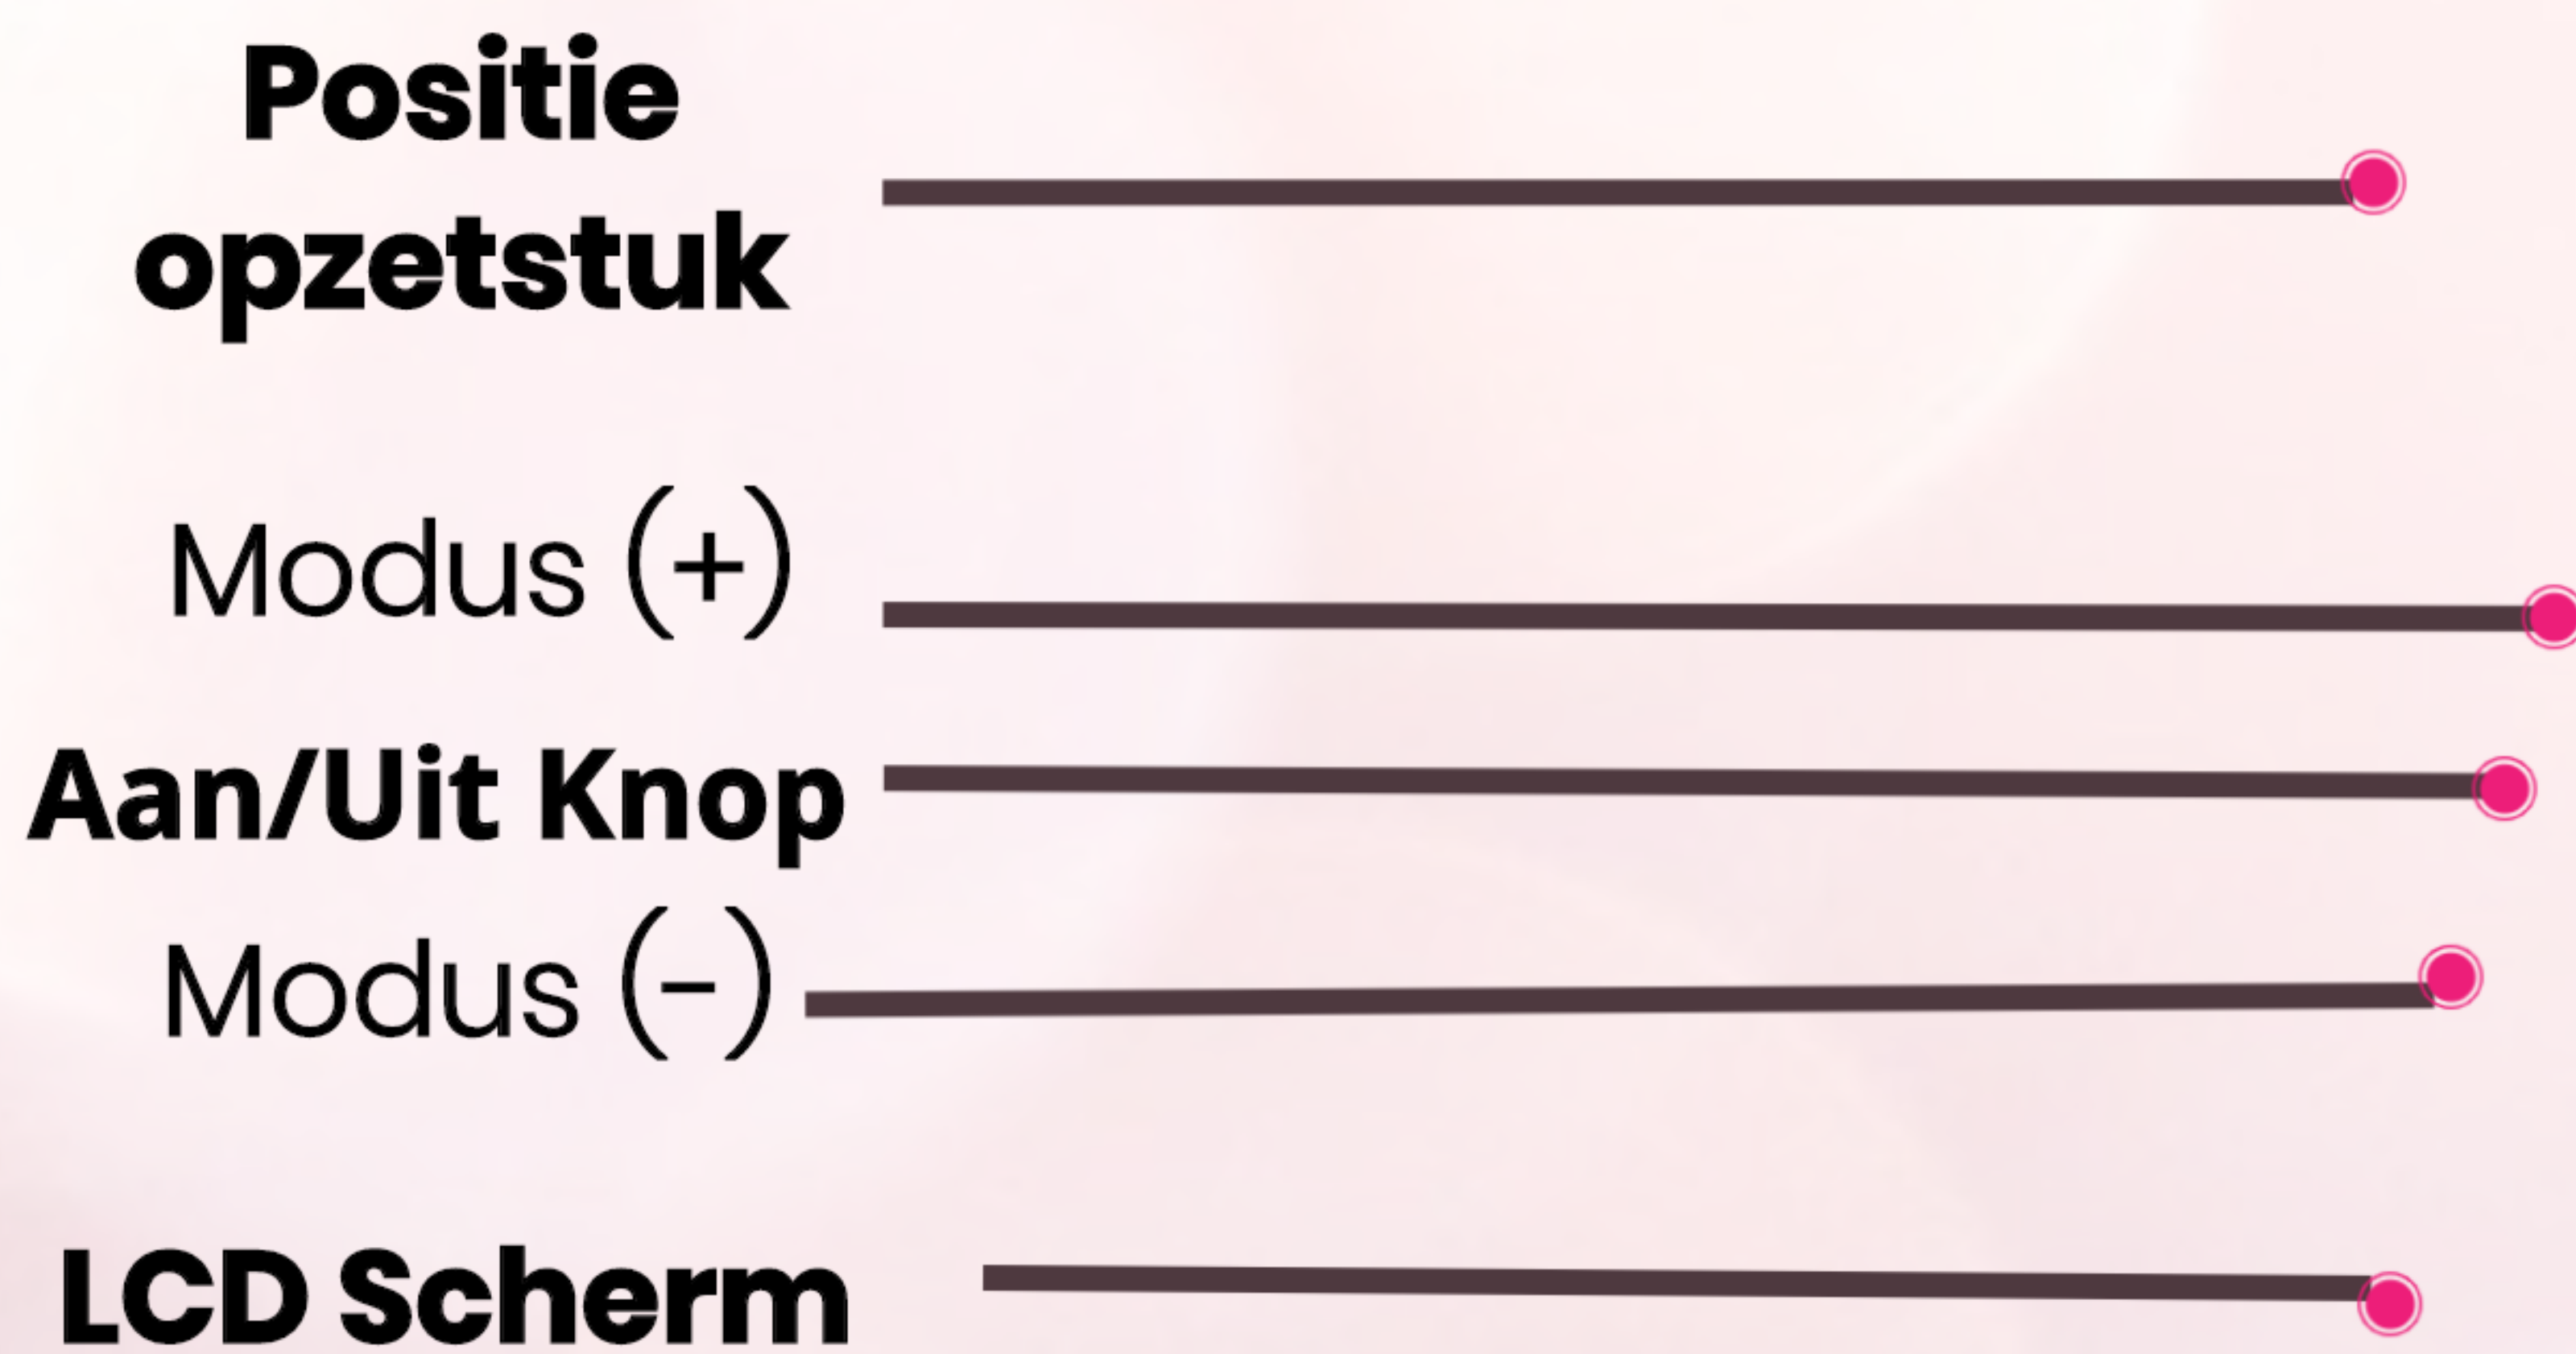 Positie
opzetstuk
Modus (+)
Aan/Uit Knop
Modus (-)
LCD Scherm